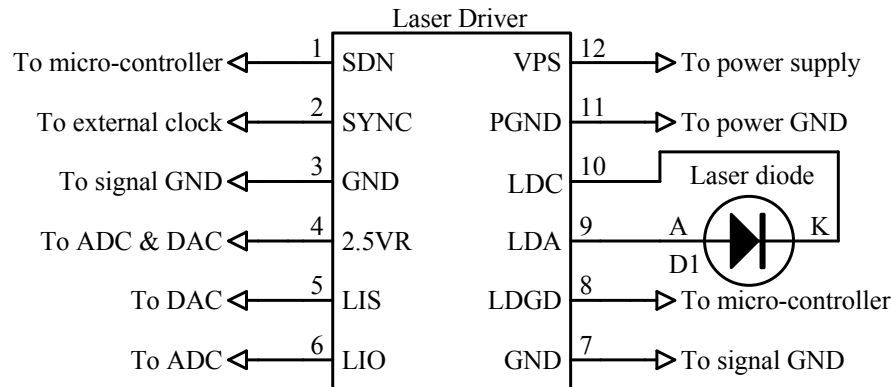 Laser Driver
To micro-controller 1 SDN VPS 12 To power supply
To external clock 2 SYNC PGND 11 To power GND
To signal GND 3 GND LDC 10 Laser diode
To ADC & DAC 4 2.5VR LDA 9 A K
D1
To DAC 5 LIS LDGD 8 To micro-controller
To ADC 6 LIO GND 7 To signal GND